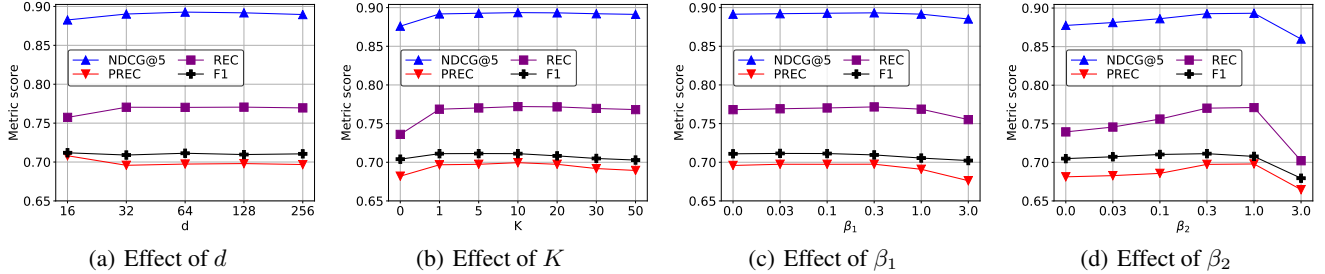 0.90
0.85
0.80
0.75
0.70
0.65
Metric score
NDCG@5 REC
PREC F1
16 32 64 128 256
d
(a) Effect of d
0.90
0.85
0.80
0.75
0.70
0.65
Metric score
NDCG@5 REC
PREC F1
0 1 5 10 20 30 50
K
(b) Effect of K
0.90
0.85
0.80
0.75
0.70
0.65
Metric score
NDCG@5 REC
PREC F1
0.0 0.03 0.1 0.3 1.0 3.0
β₁
(c) Effect of β₁
0.90
0.85
0.80
0.75
0.70
0.65
Metric score
NDCG@5 REC
PREC F1
0.0 0.03 0.1 0.3 1.0 3.0
β₂
(d) Effect of β₂